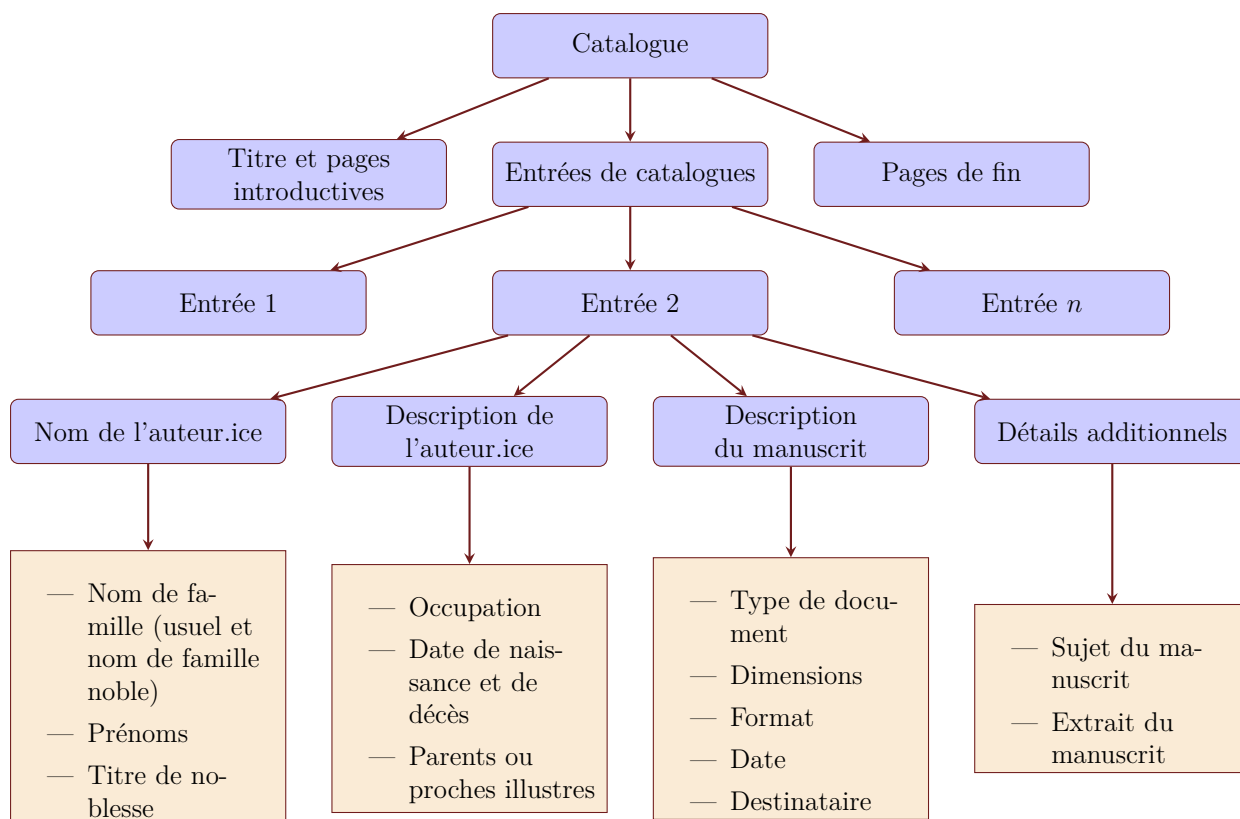 Catalogue
Titre et pages
introductives
Entrées de catalogues
Pages de fin
Entrée 1
Entrée 2
Entrée n
Nom de l'auteur.ice
Description de
l'auteur.ice
Description
du manuscrit
Détails additionnels
— Nom de fa-
mille (usuel et
nom de famille
noble)
— Prénoms
— Titre de no-
blesse
— Occupation
— Date de nais-
sance et de
décès
— Parents ou
proches illustres
— Type de docu-
ment
— Dimensions
— Format
— Date
— Destinataire
— Sujet du ma-
nuscrit
— Extrait du
manuscrit